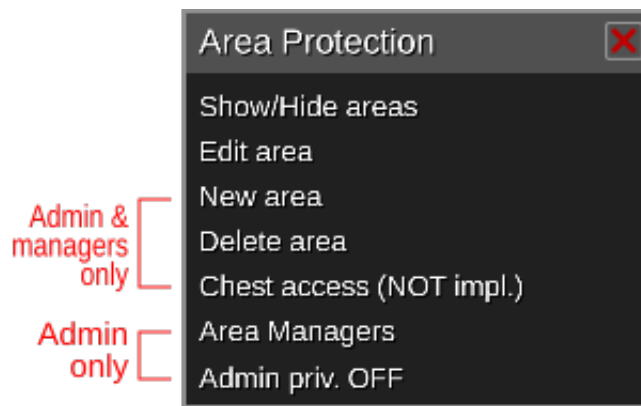 Area Protection
Show/Hide areas
Edit area
New area
Delete area
Chest access (NOT impl.)
Area Managers
Admin priv. OFF
Admin &
managers
only
Admin
only